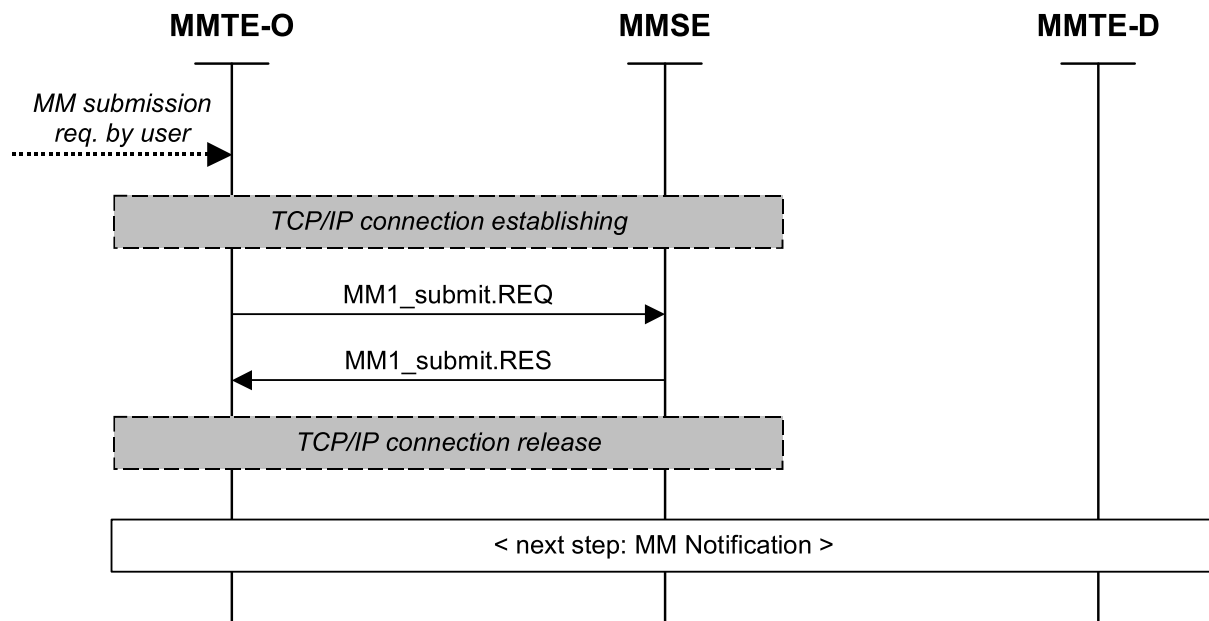 MMTE-O MMSE MMTE-D
MM submission
req. by user
TCP/IP connection establishing
MM1_submit.REQ
MM1_submit.RES
TCP/IP connection release
< next step: MM Notification >